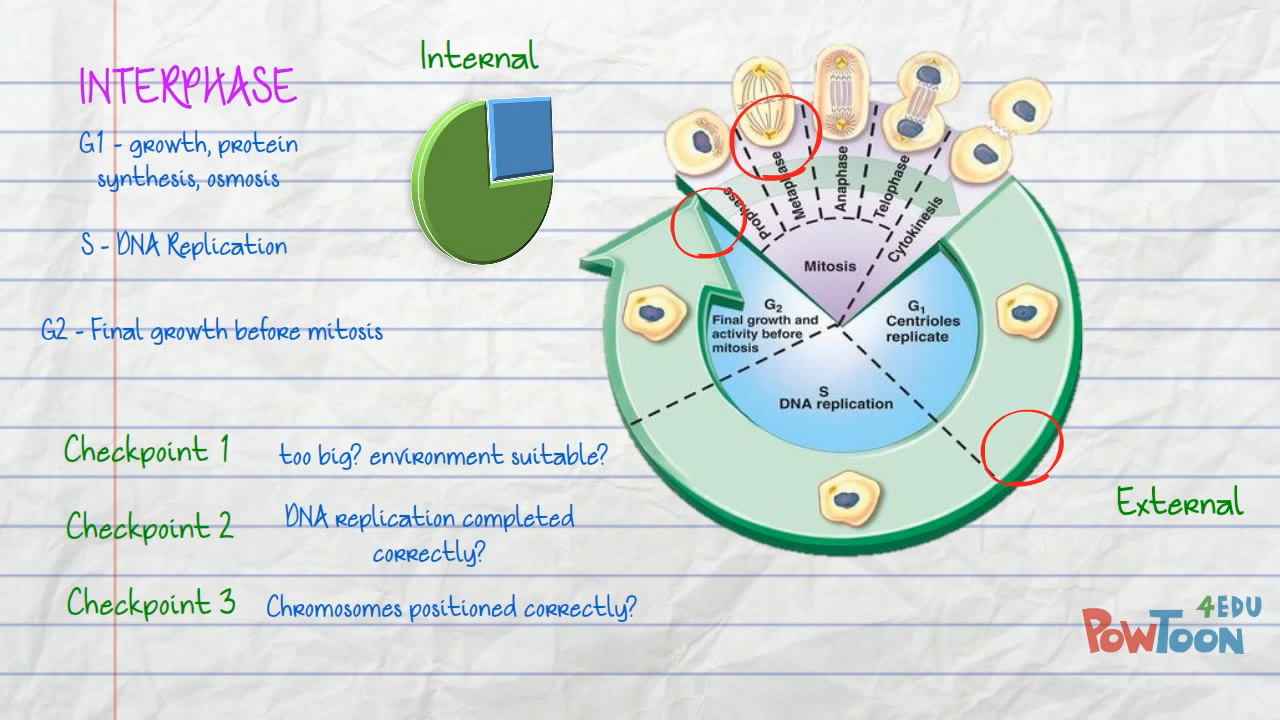 INTERPHASE
G1 - growth, protein
synthesis, osmosis
S - DNA Replication
G2 - Final growth before mitosis
Internal
Prophase
Metaphase
Anaphase
Telophase
Cytokinesis
Mitosis
G2
Final growth and
activity before
mitosis
G1
Centrioles
replicate
S
DNA replication
External
Checkpoint 1
too big? environment suitable?
Checkpoint 2
DNA replication completed
correctly?
Checkpoint 3
Chromosomes positioned correctly?
POWTOON
4EDU